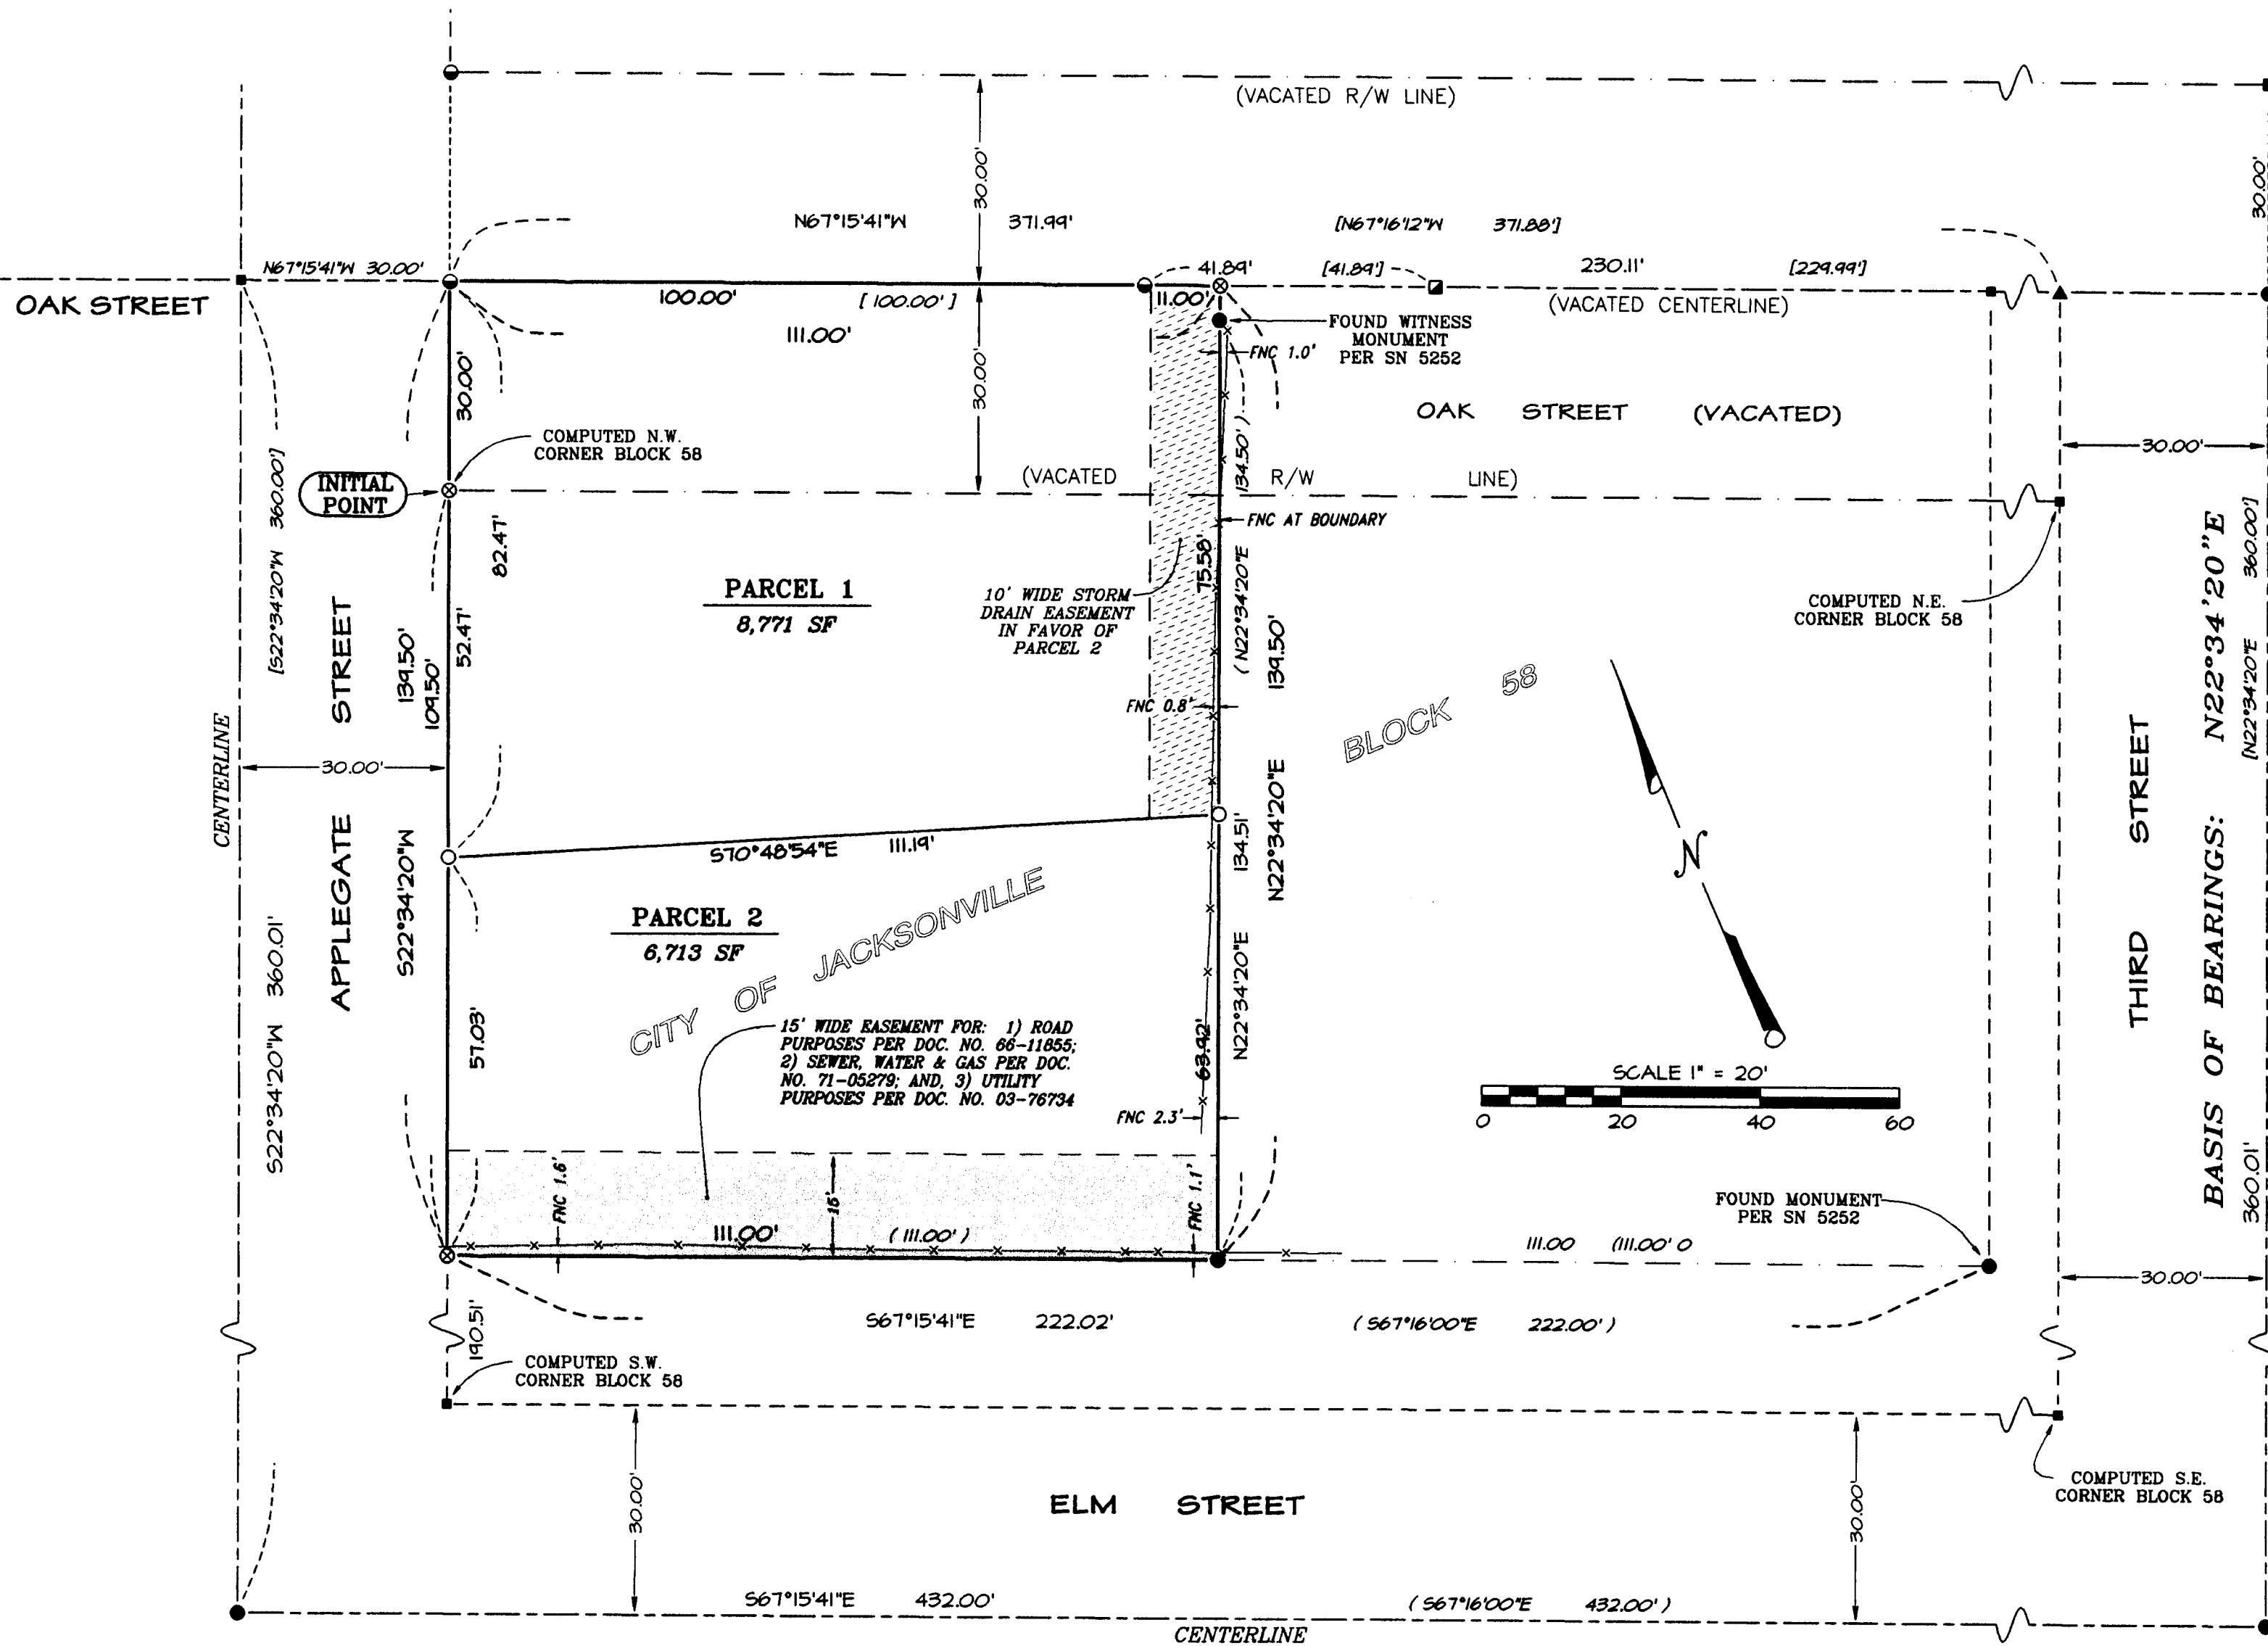 (VACATED R/W LINE)
30.00'
30.00'
N67°15'41"W 371.99'
[N67°16'12"W 371.88']
N67°15'41"W 30.00'
41.89'
[41.89']
230.11'
[229.99']
OAK STREET
100.00'
[ 100.00' ]
11.00'
(VACATED CENTERLINE)
111.00'
FOUND WITNESS
MONUMENT
PER SN 5252
FNC 1.0'
30.00'
30.00'
OAK STREET (VACATED)
COMPUTED N.W.
CORNER BLOCK 58
30.00'
INITIAL
POINT
(VACATED R/W LINE)
(134.50')
[S22°34'20"W 360.00']
82.47'
FNC AT BOUNDARY
75.58'
(N22°34'20"E
PARCEL 1
8,771 SF
10' WIDE STORM
DRAIN EASEMENT
IN FAVOR OF
PARCEL 2
COMPUTED N.E.
CORNER BLOCK 58
52.47'
139.50'
109.50'
139.50'
BLOCK 58
FNC 0.8'
30.00'
CENTERLINE
APPLEGATE STREET
S22°34'20"W
N22°34'20"E
134.51'
S70°48'54"E 111.19'
N
THIRD STREET
BASIS OF BEARINGS: N22°34'20"E
[N22°34'20"E 360.00']
360.01'
PARCEL 2
6,713 SF
CITY OF JACKSONVILLE
S22°34'20"W 360.01'
57.03'
N22°34'20"E
63.92'
15' WIDE EASEMENT FOR: 1) ROAD
PURPOSES PER DOC. NO. 66-11855;
2) SEWER, WATER & GAS PER DOC.
NO. 71-05279; AND, 3) UTILITY
PURPOSES PER DOC. NO. 03-76734
SCALE 1" = 20'
0 20 40 60
FNC 2.3'
FNC 1.6'
15'
FNC 1.1'
FOUND MONUMENT
PER SN 5252
111.00'
( 111.00' )
111.00 (111.00' O
30.00'
190.51'
S67°15'41"E 222.02'
( S67°16'00"E 222.00' )
COMPUTED S.W.
CORNER BLOCK 58
30.00'
ELM STREET
30.00'
COMPUTED S.E.
CORNER BLOCK 58
S67°15'41"E 432.00'
( S67°16'00"E 432.00' )
CENTERLINE